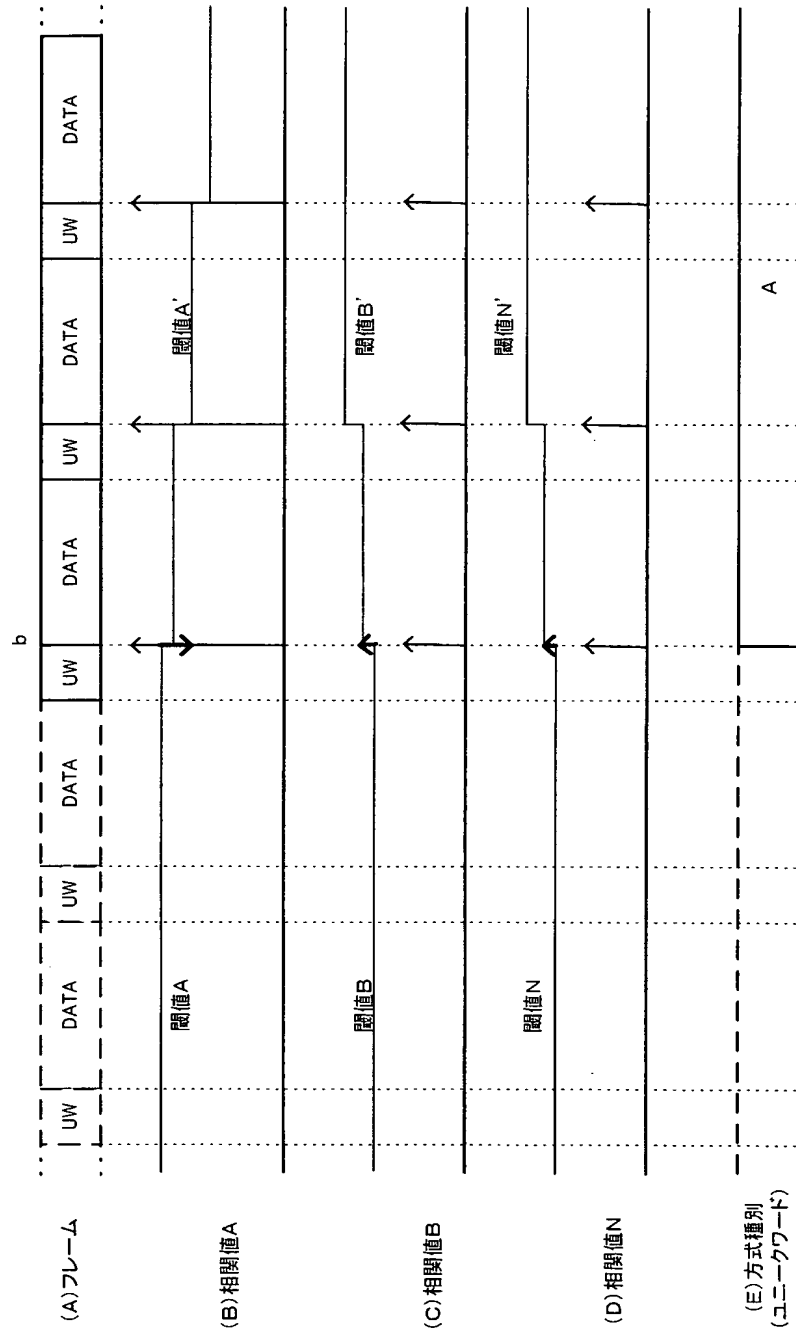 b
(A)フレーム
UW
DATA
UW
DATA
UW
DATA
UW
DATA
UW
DATA
(B)相関値A
閾値A
閾値A'
(C)相関値B
閾値B
閾値B'
(D)相関値N
閾値N
閾値N'
(E)方式種別
(ユニークワード)
A